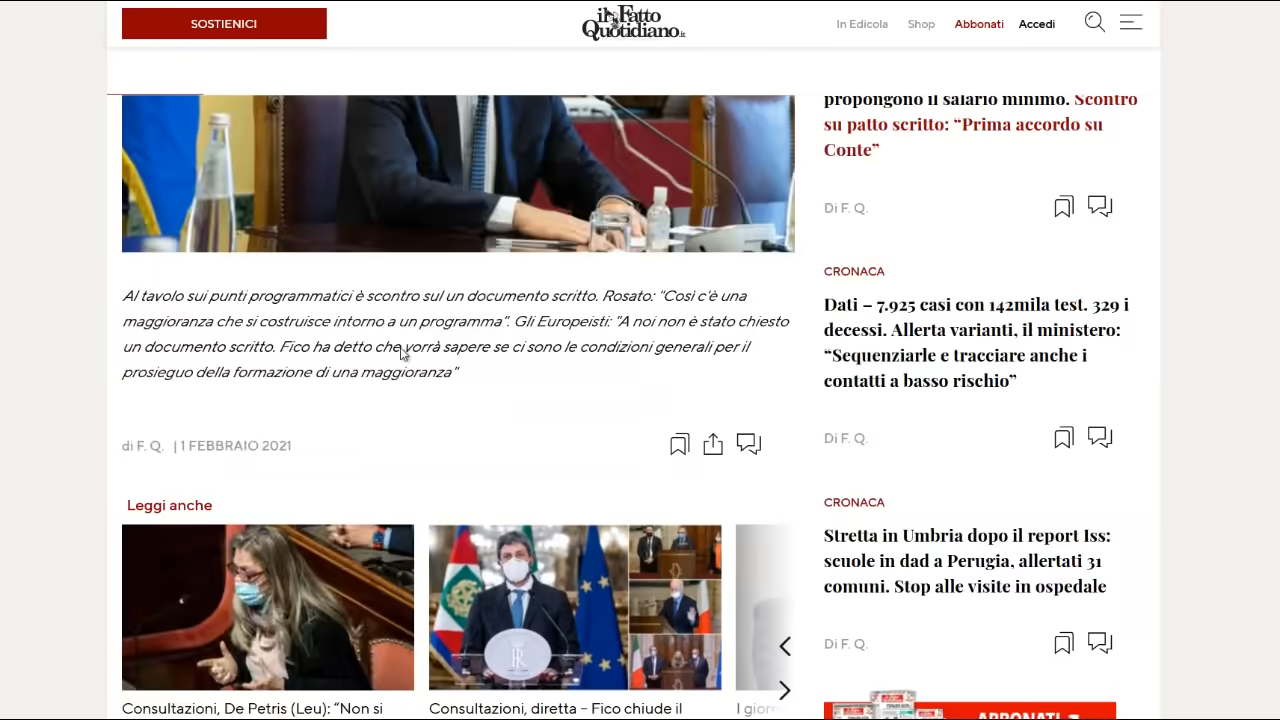 SOSTIENICI
il Fatto
Quotidiano.it
In Edicola
Shop
Abbonati
Accedi
Al tavolo sui punti programmatici è scontro sul un documento scritto. Rosato: "Così c'è una
maggioranza che si costruisce intorno a un programma". Gli Europeisti: "A noi non è stato chiesto
un documento scritto. Fico ha detto che vorrà sapere se ci sono le condizioni generali per il
prosieguo della formazione di una maggioranza"
di F. Q. | 1 FEBBRAIO 2021
Leggi anche
Consultazioni, diretta – Fico chiude il
propongono il salario minimo. Scontro
su patto scritto: “Prima accordo su
Conte”
Di F. Q.
CRONACA
Dati – 7.925 casi con 142mila test. 329 i
decessi. Allerta varianti, il ministero:
“Sequenziarle e tracciare anche i
contatti a basso rischio”
Di F. Q.
CRONACA
Stretta in Umbria dopo il report Iss:
scuole in dad a Perugia, allertati 31
comuni. Stop alle visite in ospedale
Di F. Q.
ABBONATI